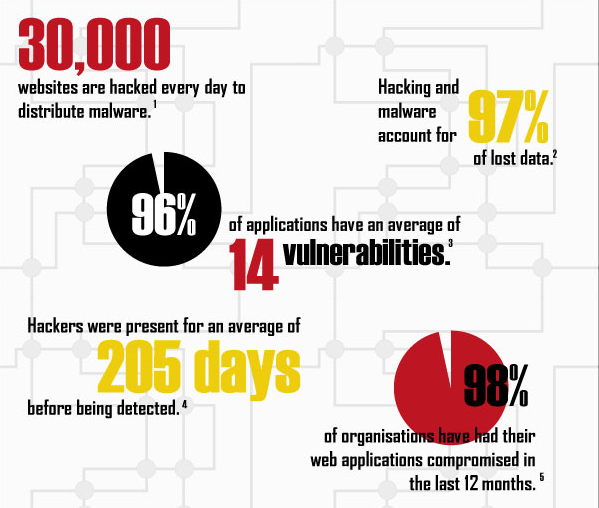 30,000
websites are hacked every day to
distribute malware.1
Hacking and
malware
account for
97%
of lost data.2
96%
of applications have an average of
14 vulnerabilities.3
Hackers were present for an average of
205 days
before being detected.4
98%
of organisations have had their
web applications compromised in
the last 12 months. 5